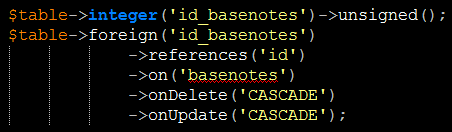 $table->integer('id_basenotes')->unsigned();
$table->foreign('id_basenotes')
->references('id')
->on('basenotes')
->onDelete('CASCADE')
->onUpdate('CASCADE');